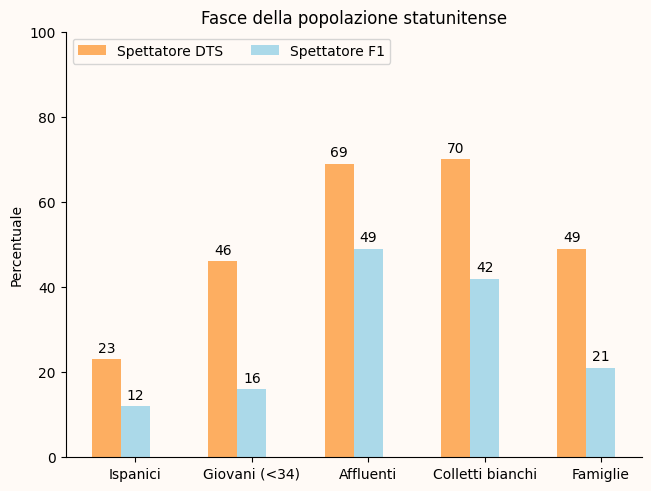 Fasce della popolazione statunitense
Spettatore DTS
Spettatore F1
Percentuale
100
80
60
40
20
0
23
12
46
16
69
49
70
42
49
21
Ispanici
Giovani (<34)
Affluenti
Colletti bianchi
Famiglie